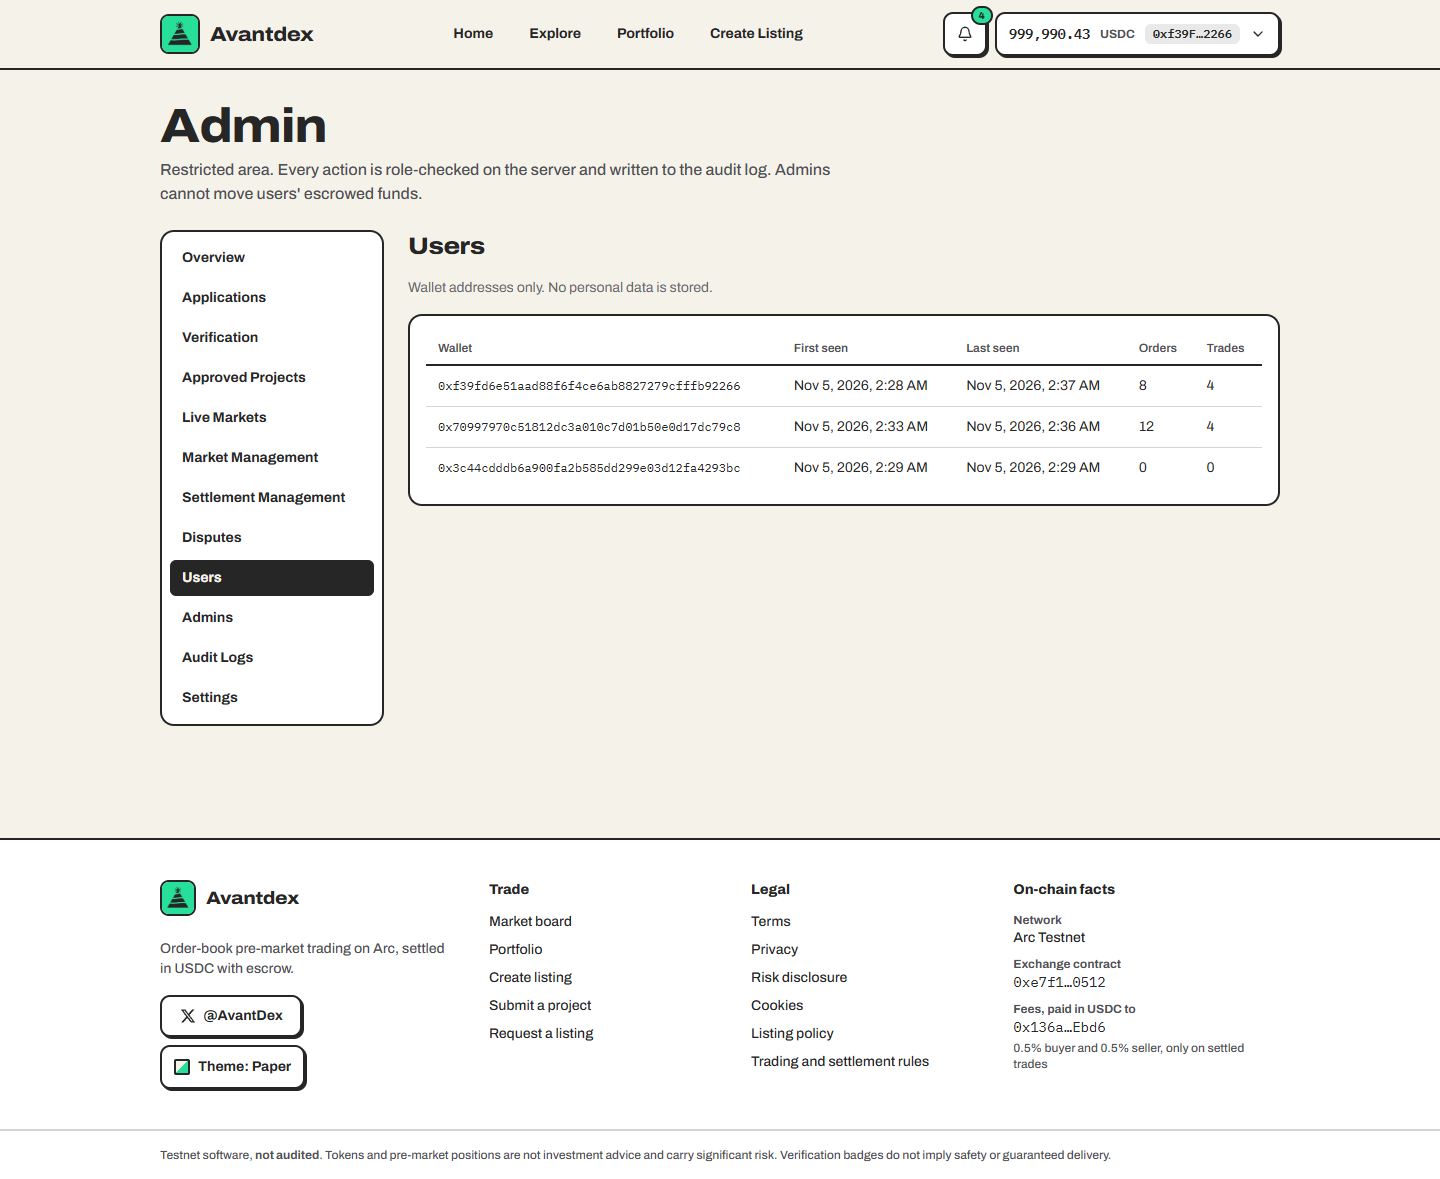 Avantdex
Home
Explore
Portfolio
Create Listing
4
999,990.43 USDC 0xf39F…2266
Admin
Restricted area. Every action is role-checked on the server and written to the audit log. Admins
cannot move users' escrowed funds.
Overview
Applications
Verification
Approved Projects
Live Markets
Market Management
Settlement Management
Disputes
Users
Admins
Audit Logs
Settings
Users
Wallet addresses only. No personal data is stored.
Wallet First seen Last seen Orders Trades
0xf39fd6e51aad88f6f4ce6ab8827279cfffb92266 Nov 5, 2026, 2:28 AM Nov 5, 2026, 2:37 AM 8 4
0x70997970c51812dc3a010c7d01b50e0d17dc79c8 Nov 5, 2026, 2:33 AM Nov 5, 2026, 2:36 AM 12 4
0x3c44cdddb6a900fa2b585dd299e03d12fa4293bc Nov 5, 2026, 2:29 AM Nov 5, 2026, 2:29 AM 0 0
Avantdex
Order-book pre-market trading on Arc, settled
in USDC with escrow.
@AvantDex
Theme: Paper
Trade
Market board
Portfolio
Create listing
Submit a project
Request a listing
Legal
Terms
Privacy
Risk disclosure
Cookies
Listing policy
Trading and settlement rules
On-chain facts
Network
Arc Testnet
Exchange contract
0xe7f1…0512
Fees, paid in USDC to
0x136a…Ebd6
0.5% buyer and 0.5% seller, only on settled
trades
Testnet software, not audited. Tokens and pre-market positions are not investment advice and carry significant risk. Verification badges do not imply safety or guaranteed delivery.